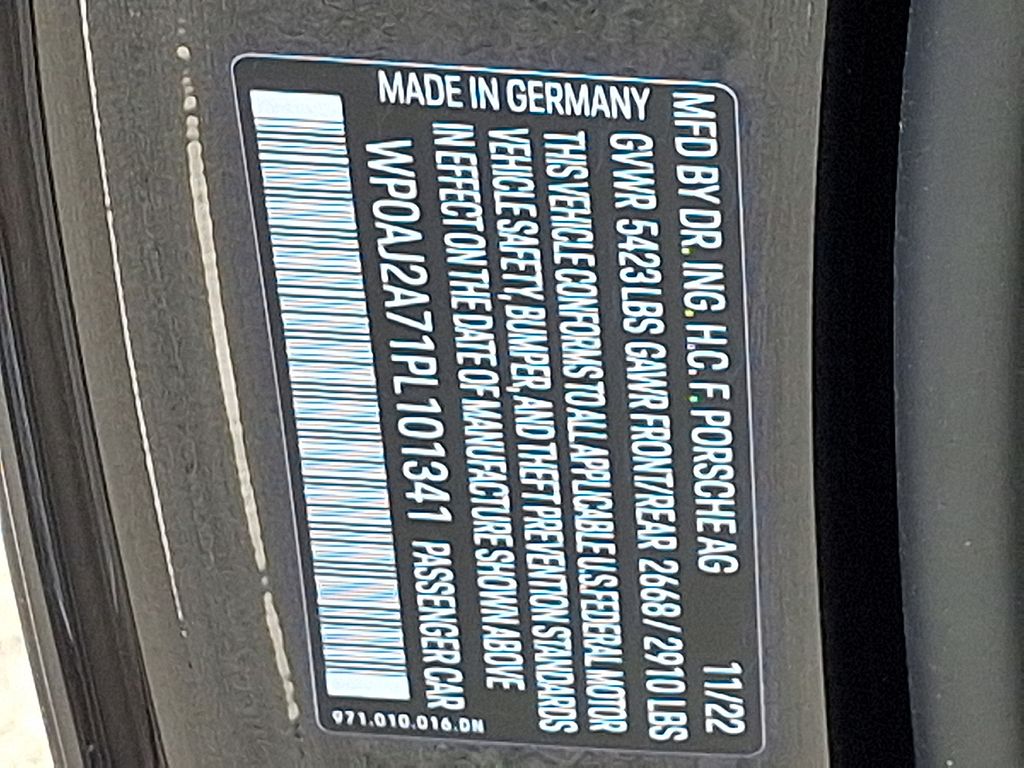 MFD BY DR. ING. H.C. F. PORSCHE AG 11/22
GVWR 5423 LBS GAWR FRONT/REAR 2668 / 2910 LBS
THIS VEHICLE CONFORMS TO ALL APPLICABLE US FEDERAL MOTOR
VEHICLE SAFETY, BUMPER, AND THEFT PREVENTION STANDARDS
IN EFFECT ON THE DATE OF MANUFACTURE SHOWN ABOVE
WP0AJ2A71PL101341 PASSENGER CAR
MADE IN GERMANY
971.010.016.DN